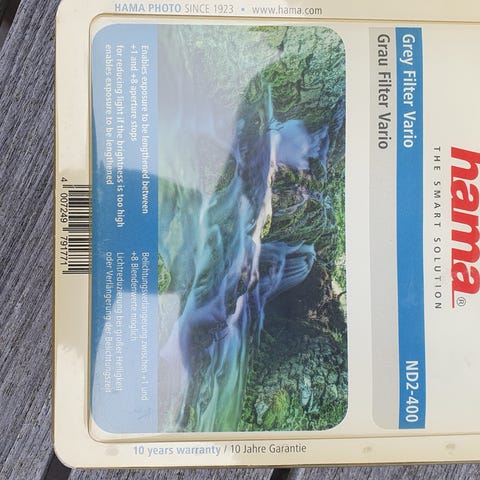 HAMA PHOTO SINCE 1923 • www.hama.com
hama®
THE SMART SOLUTION
Grey Filter Vario ND2-400
Grau Filter Vario
Enables exposure to be lengthened between
+1 and +8 aperture stops
for reducing light if the brightness is too high
enables exposure to be lengthened
Belichtungsverlängerung zwischen +1 und
+8 Blendenwerte möglich
Lichtreduzierung bei großer Helligkeit
oder Verlängerung der Belichtungszeit
4 007249 791771
10 years warranty / 10 Jahre Garantie